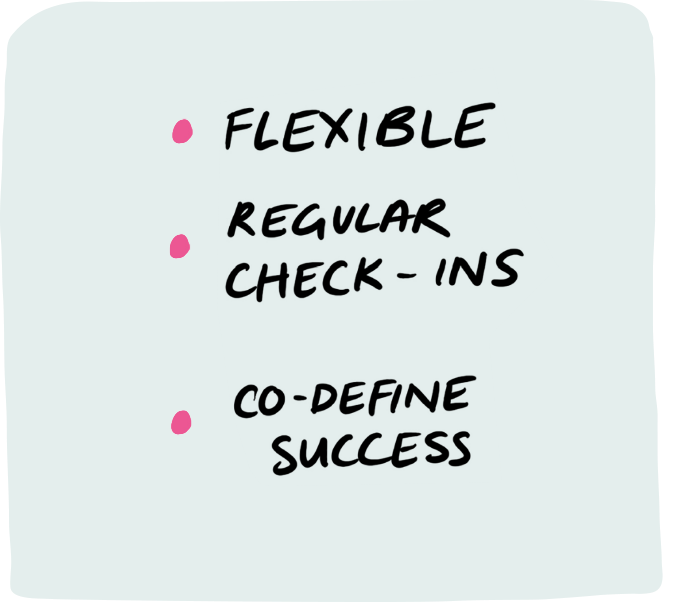 FLEXIBLE
REGULAR
CHECK-INS
CO-DEFINE
SUCCESS